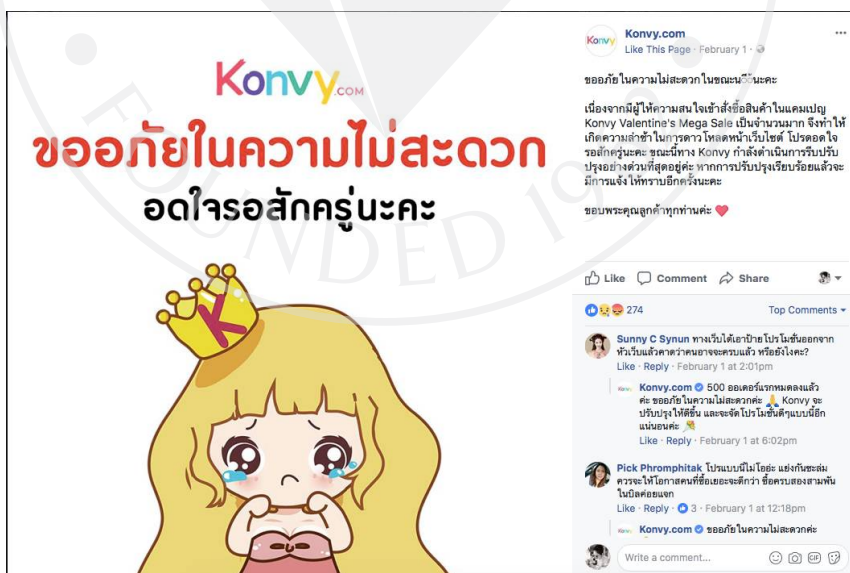 Konvy.COM
ขออภัยในความไม่สะดวก
อดใจรอสักครู่นะคะ
K
FOUNDED 19
Konvy
Konvy.com
Like This Page · February 1 ·
ขออภัยในความไม่สะดวกในขณะนี้นะคะ
เนื่องจากมีผู้ให้ความสนใจเข้าสั่งซื้อสินค้าในแคมเปญ
Konvy Valentine's Mega Sale เป็นจำนวนมาก จึงทำให้
เกิดความล่าช้าในการดาวโหลดหน้าเว็บไซต์ โปรดอดใจ
รอสักครู่นะคะ ขณะนี้ทาง Konvy กำลังดำเนินการรีบปรับ
ปรุงอย่างด่วนที่สุดอยู่ค่ะ หากการปรับปรุงเรียบร้อยแล้วจะ
มีการแจ้งให้ทราบอีกครั้งนะคะ
ขอบพระคุณลูกค้าทุกท่านค่ะ ❤️
Like Comment Share
274 Top Comments
Sunny C Synun ทางเว็บได้เอาป้ายโปรโมชั่นออกจาก
หัวเว็บแล้วคาดว่าคนอาจจะครบแล้ว หรือยังไงคะ?
Like · Reply · February 1 at 2:01pm
Konvy.com 500 ออเดอร์แรกหมดลงแล้ว
ค่ะ ขออภัยในความไม่สะดวกค่ะ 🙏 Konvy จะ
ปรับปรุงให้ดีขึ้น และจะจัดโปรโมชั่นดีๆแบบนี้อีก
แน่นอนค่ะ
Like · Reply · February 1 at 6:02pm
Pick Phromphitak โปรแบบนี้ไม่โอย่ะ แย่งกันซะล่ม
ควรจะให้โอกาสคนที่ซื้อเยอะจะดีกว่า ซื้อครบสองสามพัน
ในบิลค่อยแจก
Like · Reply · 3 · February 1 at 12:18pm
Konvy.com ขออภัยในความไม่สะดวกค่ะ
Write a comment...
GIF